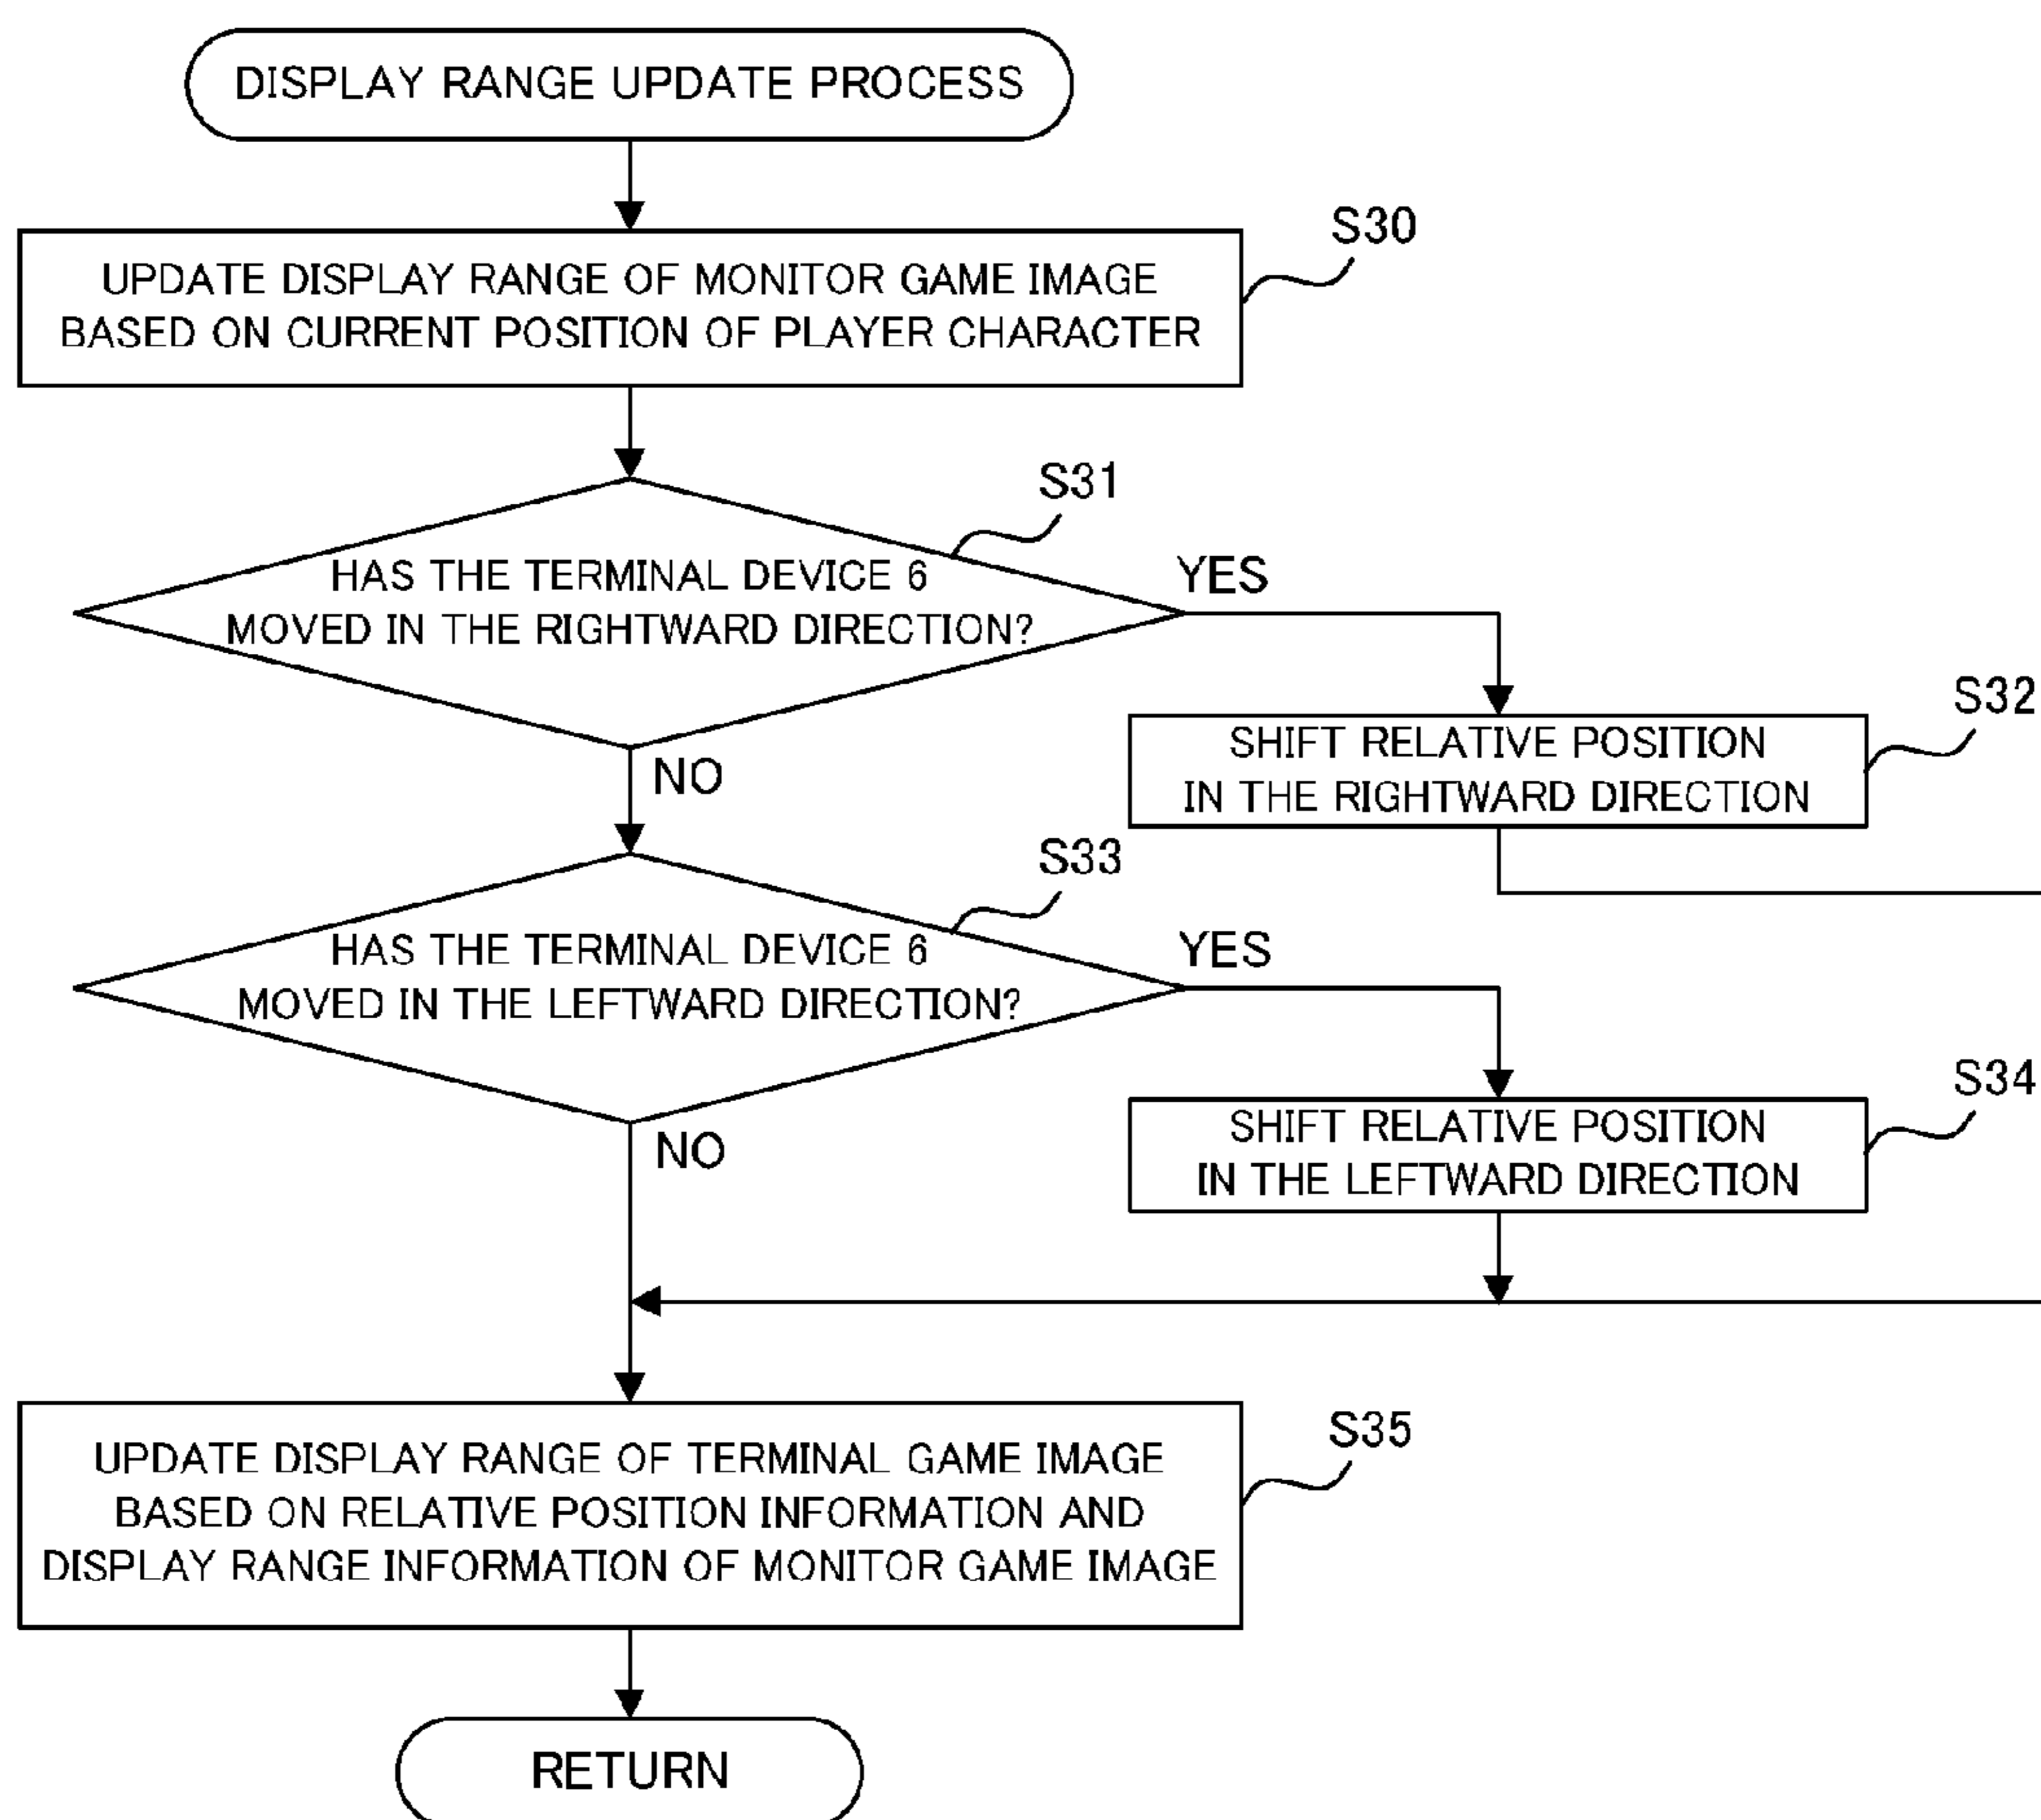 DISPLAY RANGE UPDATE PROCESS
S30
UPDATE DISPLAY RANGE OF MONITOR GAME IMAGE
BASED ON CURRENT POSITION OF PLAYER CHARACTER
S31
HAS THE TERMINAL DEVICE 6
MOVED IN THE RIGHTWARD DIRECTION?
YES
S32
SHIFT RELATIVE POSITION
IN THE RIGHTWARD DIRECTION
NO
S33
HAS THE TERMINAL DEVICE 6
MOVED IN THE LEFTWARD DIRECTION?
YES
S34
SHIFT RELATIVE POSITION
IN THE LEFTWARD DIRECTION
NO
S35
UPDATE DISPLAY RANGE OF TERMINAL GAME IMAGE
BASED ON RELATIVE POSITION INFORMATION AND
DISPLAY RANGE INFORMATION OF MONITOR GAME IMAGE
RETURN